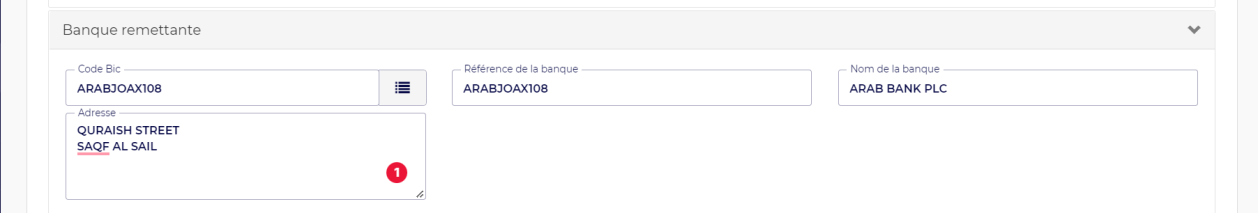 Banque remettante
Code Bic
ARABJOAX108
Référence de la banque
ARABJOAX108
Nom de la banque
ARAB BANK PLC
Adresse
QURAISH STREET
SAQF AL SAIL
1